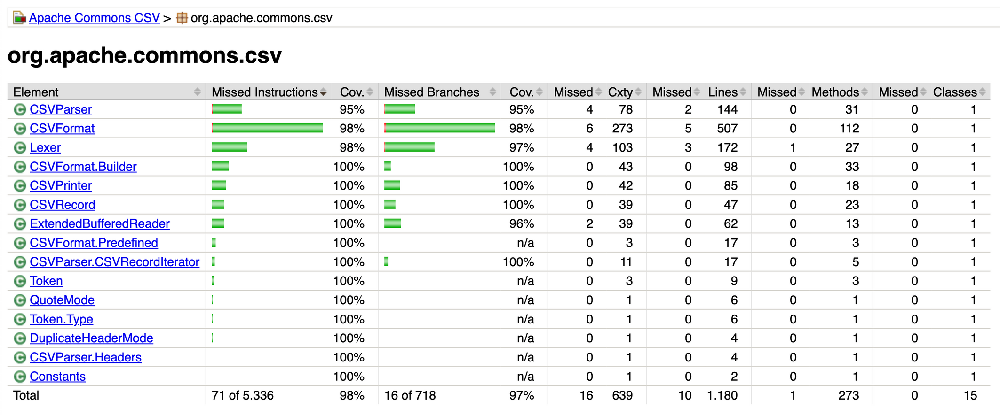 Apache Commons CSV > org.apache.commons.csv
org.apache.commons.csv
Element Missed Instructions Cov. Missed Branches Cov. Missed Cxty Missed Lines Missed Methods Missed Classes
CSVParser 95% 95% 4 78 2 144 0 31 0 1
CSVFormat 98% 98% 6 273 5 507 0 112 0 1
Lexer 98% 97% 4 103 3 172 1 27 0 1
CSVFormat.Builder 100% 100% 0 43 0 98 0 33 0 1
CSVPrinter 100% 100% 0 42 0 85 0 18 0 1
CSVRecord 100% 100% 0 39 0 47 0 23 0 1
ExtendedBufferedReader 100% 96% 2 39 0 62 0 13 0 1
CSVFormat.Predefined 100% n/a 0 3 0 17 0 3 0 1
CSVParser.CSVRecordIterator 100% 100% 0 11 0 17 0 5 0 1
Token 100% n/a 0 3 0 9 0 3 0 1
QuoteMode 100% n/a 0 1 0 6 0 1 0 1
Token.Type 100% n/a 0 1 0 6 0 1 0 1
DuplicateHeaderMode 100% n/a 0 1 0 4 0 1 0 1
CSVParser.Headers 100% n/a 0 1 0 4 0 1 0 1
Constants 100% n/a 0 1 0 2 0 1 0 1
Total 71 of 5.336 98% 16 of 718 97% 16 639 10 1.180 1 273 0 15